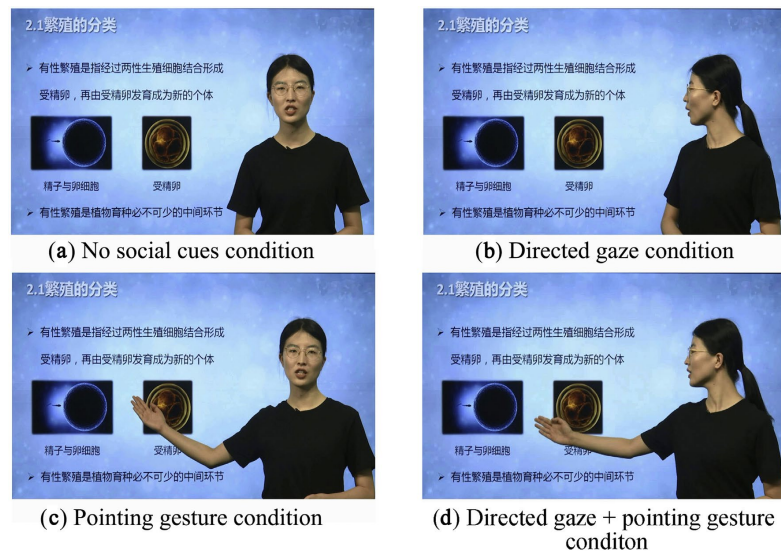 2.1繁殖的分类
➢ 有性繁殖是指经过两性生殖细胞结合形成
受精卵，再由受精卵发育成为新的个体
精子与卵细胞 受精卵
➢ 有性繁殖是植物育种必不可少的中间环节
(a) No social cues condition
2.1繁殖的分类
➢ 有性繁殖是指经过两性生殖细胞结合形成
受精卵，再由受精卵发育成为新的个体
精子与卵细胞 受精卵
➢ 有性繁殖是植物育种必不可少的中间环节
(b) Directed gaze condition
2.1繁殖的分类
➢ 有性繁殖是指经过两性生殖细胞结合形成
受精卵，再由受精卵发育成为新的个体
精子与卵细胞 受精卵
➢ 有性繁殖是植物育种必不可少的中间环节
(c) Pointing gesture condition
2.1繁殖的分类
➢ 有性繁殖是指经过两性生殖细胞结合形成
受精卵，再由受精卵发育成为新的个体
精子与卵细胞 受精卵
➢ 有性繁殖是植物育种必不可少的中间环节
(d) Directed gaze + pointing gesture
conditon